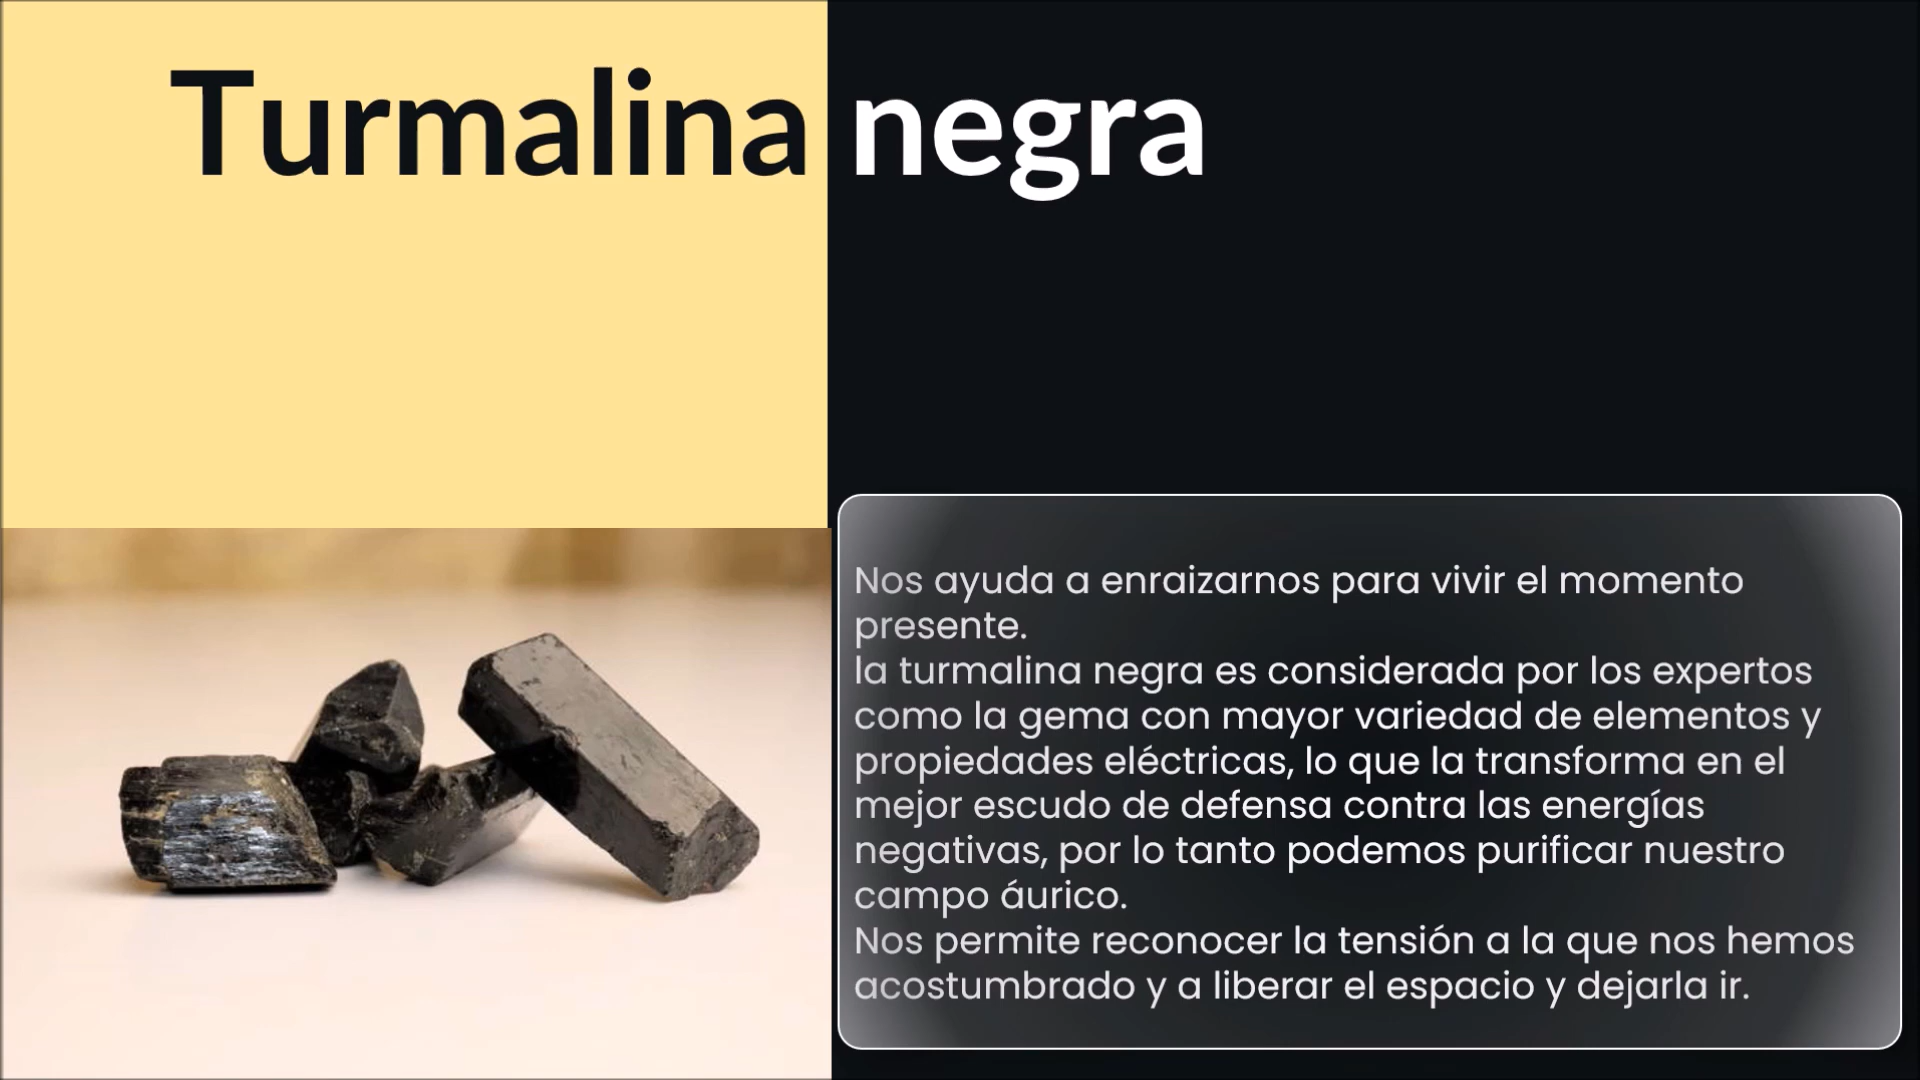 Turmalina negra
Nos ayuda a enraizarnos para vivir el momento
presente.
la turmalina negra es considerada por los expertos
como la gema con mayor variedad de elementos y
propiedades eléctricas, lo que la transforma en el
mejor escudo de defensa contra las energías
negativas, por lo tanto podemos purificar nuestro
campo áurico.
Nos permite reconocer la tensión a la que nos hemos
acostumbrado y a liberar el espacio y dejarla ir.